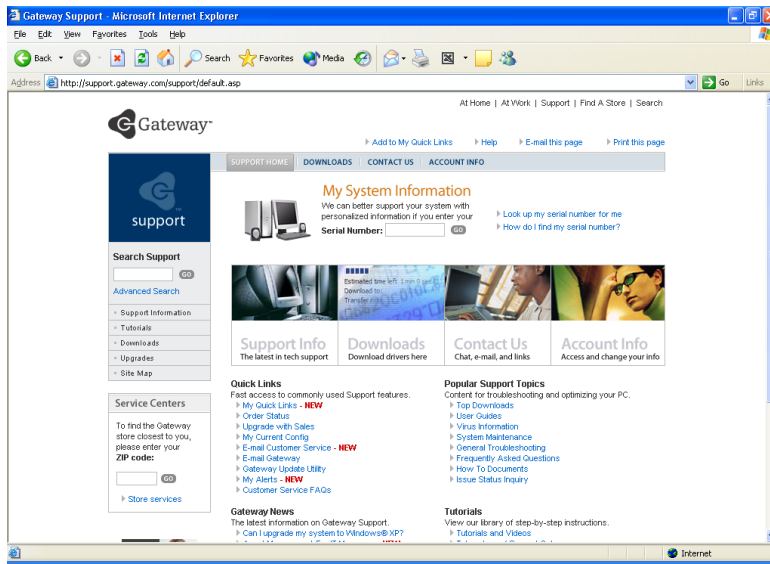 Gateway Support - Microsoft Internet Explorer
File Edit View Favorites Tools Help
Back Search Favorites Media
Address http://support.gateway.com/support/default.asp Go Links
At Home | At Work | Support | Find A Store | Search
Gateway
Add to My Quick Links Help E-mail this page Print this page
SUPPORT HOME DOWNLOADS CONTACT US ACCOUNT INFO
support
My System Information
We can better support your system with
personalized information if you enter your
Serial Number: GO
Look up my serial number for me
How do I find my serial number?
Search Support
GO
Advanced Search
Support Information
Tutorials
Downloads
Upgrades
Site Map
Estimated time left: 1 min 0 sec
Download to:
Support Info
The latest in tech support
Downloads
Download drivers here
Contact Us
Chat, e-mail, and links
Account Info
Access and change your info
Service Centers
To find the Gateway
store closest to you,
please enter your
ZIP code:
GO
Store services
Quick Links
Fast access to commonly used Support features.
My Quick Links - NEW
Order Status
Upgrade with Sales
My Current Config
E-mail Customer Service - NEW
E-mail Gateway
Gateway Update Utility
My Alerts - NEW
Customer Service FAQs
Popular Support Topics
Content for troubleshooting and optimizing your PC.
Top Downloads
User Guides
Virus Information
System Maintenance
General Troubleshooting
Frequently Asked Questions
How To Documents
Issue Status Inquiry
Gateway News
The latest information on Gateway Support.
Can I upgrade my system to Windows® XP?
Tutorials
View our library of step-by-step instructions.
Tutorials and Videos
Internet